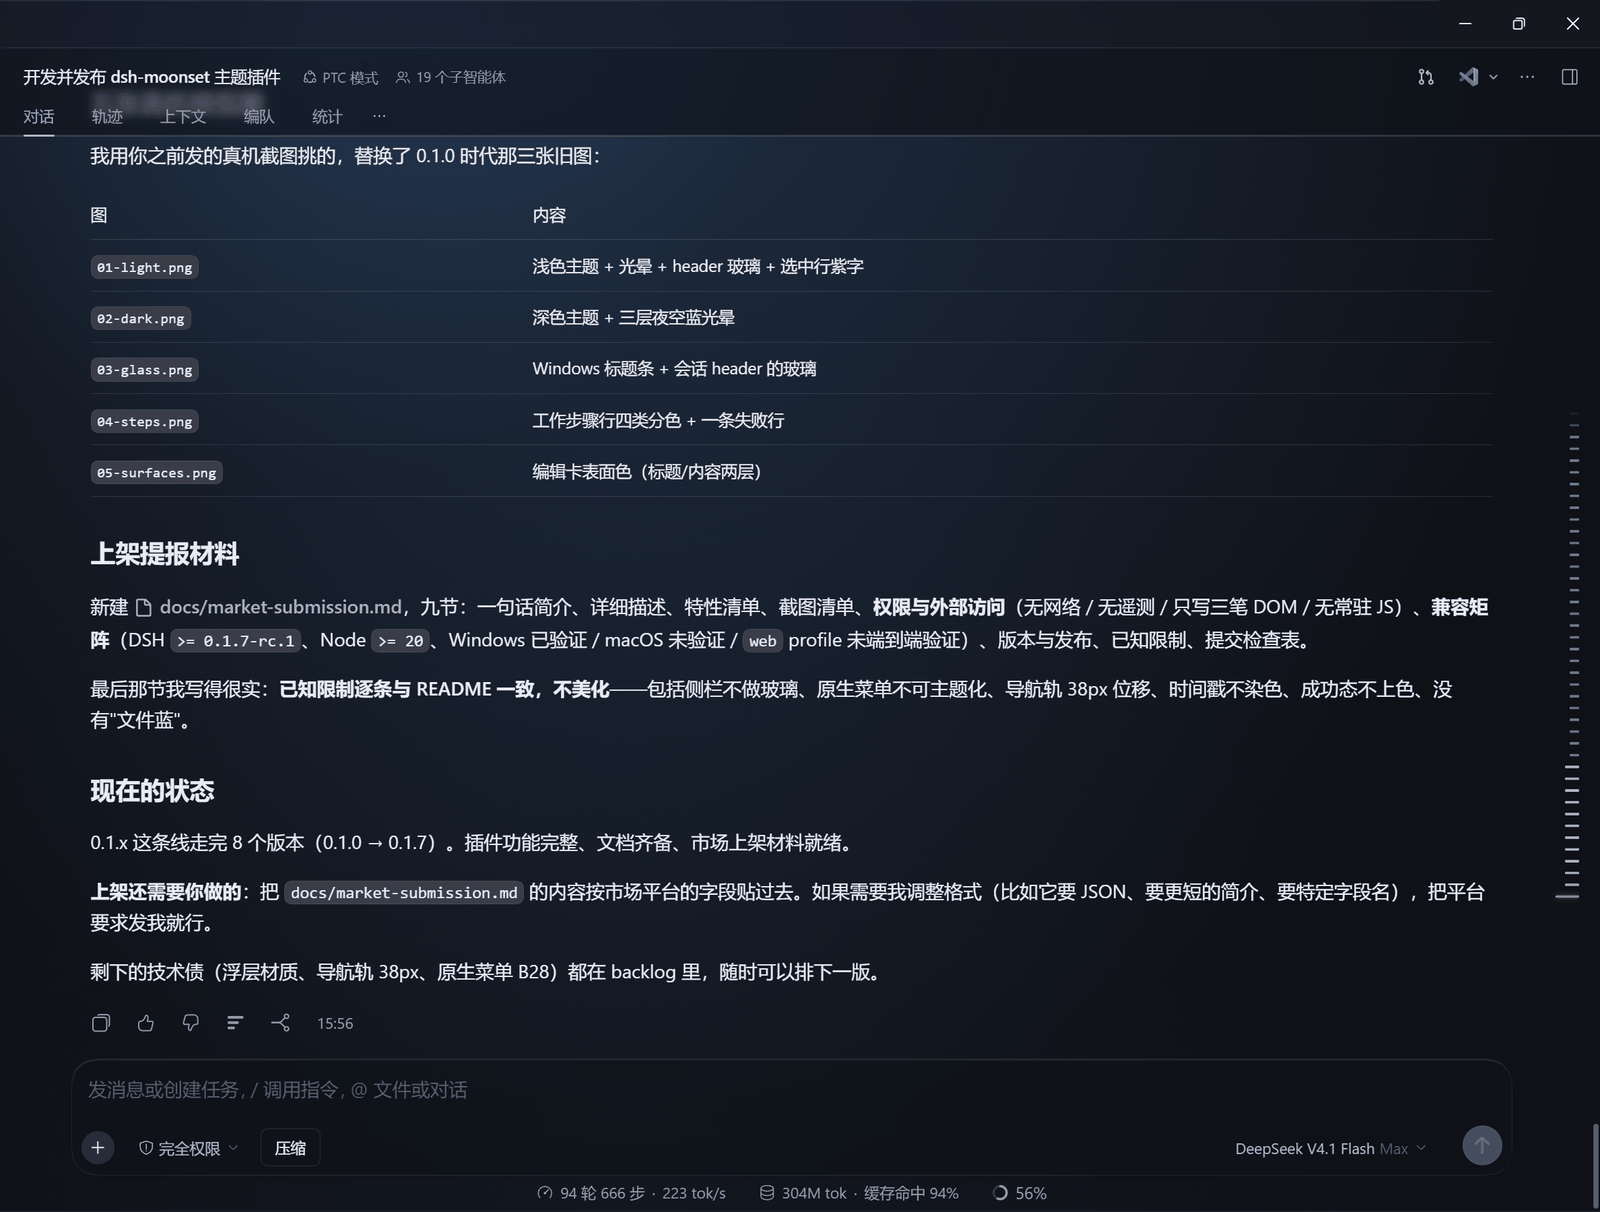 开发并发布 dsh-moonset 主题插件 PTC 模式 19 个子智能体
对话 轨迹 上下文 编队 统计 ···
我用你之前发的真机截图挑的，替换了 0.1.0 时代那三张旧图：
图 内容
01-light.png 浅色主题 + 光晕 + header 玻璃 + 选中行紫字
02-dark.png 深色主题 + 三层夜空蓝光晕
03-glass.png Windows 标题条 + 会话 header 的玻璃
04-steps.png 工作步骤行四类分色 + 一条失败行
05-surfaces.png 编辑卡表面色（标题/内容两层）
上架提报材料
新建 docs/market-submission.md，九节：一句话简介、详细描述、特性清单、截图清单、权限与外部访问（无网络 / 无遥测 / 只写三笔 DOM / 无常驻 JS）、兼容矩
阵（DSH >= 0.1.7-rc.1、Node >= 20、Windows 已验证 / macOS 未验证 / web profile 未端到端验证）、版本与发布、已知限制、提交检查表。
最后那节我写得很实：已知限制逐条与 README 一致，不美化——包括侧栏不做玻璃、原生菜单不可主题化、导航轨 38px 位移、时间戳不染色、成功态不上色、没
有"文件蓝"。
现在的状态
0.1.x 这条线走完 8 个版本（0.1.0 → 0.1.7）。插件功能完整、文档齐备、市场上架材料就绪。
上架还需要你做的：把 docs/market-submission.md 的内容按市场平台的字段贴过去。如果需要我调整格式（比如它要 JSON、要更短的简介、要特定字段名），把平台
要求发我就行。
剩下的技术债（浮层材质、导航轨 38px、原生菜单 B28）都在 backlog 里，随时可以排下一版。
15:56
发消息或创建任务, / 调用指令, @ 文件或对话
完全权限 压缩 DeepSeek V4.1 Flash Max
94 轮 666 步 · 223 tok/s 304M tok · 缓存命中 94% 56%